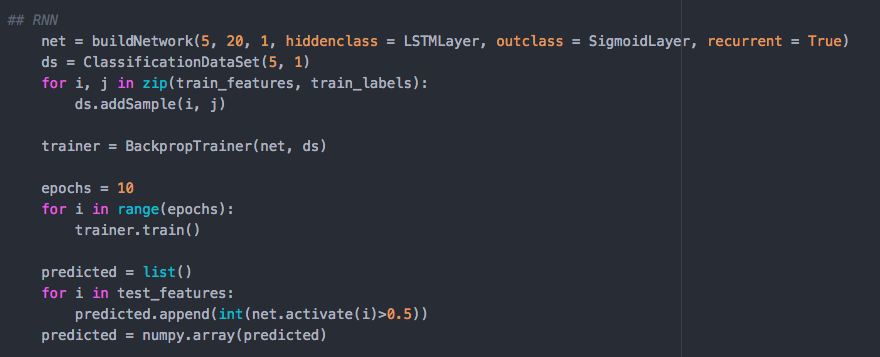 ## RNN
    net = buildNetwork(5, 20, 1, hiddenclass = LSTMLayer, outclass = SigmoidLayer, recurrent = True)
    ds = ClassificationDataSet(5, 1)
    for i, j in zip(train_features, train_labels):
        ds.addSample(i, j)

    trainer = BackpropTrainer(net, ds)

    epochs = 10
    for i in range(epochs):
        trainer.train()

    predicted = list()
    for i in test_features:
        predicted.append(int(net.activate(i)>0.5))
    predicted = numpy.array(predicted)